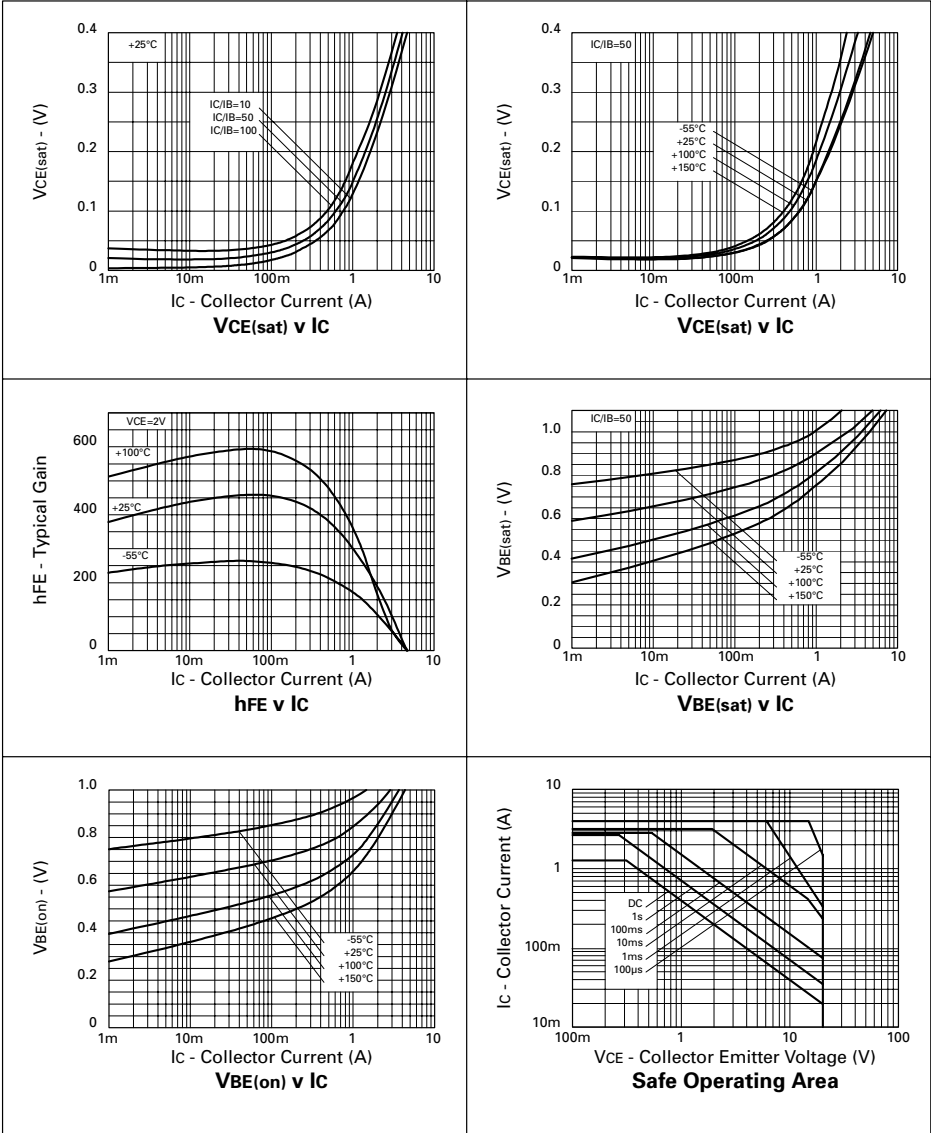 0.4
+25°C
0.3
IC/IB=10
IC/IB=50
IC/IB=100
0.2
0.1
0
1m 10m 100m 1 10
VCE(sat) - (V)
IC - Collector Current (A)
VCE(sat) v IC
0.4
IC/IB=50
0.3
-55°C
+25°C
+100°C
+150°C
0.2
0.1
0
1m 10m 100m 1 10
VCE(sat) - (V)
IC - Collector Current (A)
VCE(sat) v IC
VCE=2V
600
+100°C
400
+25°C
-55°C
200
0
1m 10m 100m 1 10
hFE - Typical Gain
IC - Collector Current (A)
hFE v IC
IC/IB=50
1.0
0.8
0.6
0.4
-55°C
+25°C
+100°C
+150°C
0.2
0
1m 10m 100m 1 10
VBE(sat) - (V)
IC - Collector Current (A)
VBE(sat) v IC
1.0
0.8
0.6
0.4
-55°C
+25°C
+100°C
+150°C
0.2
0
1m 10m 100m 1 10
VBE(on) - (V)
IC - Collector Current (A)
VBE(on) v IC
10
1
DC
1s
100ms
10ms
1ms
100µs
100m
10m
100m 1 10 100
IC - Collector Current (A)
VCE - Collector Emitter Voltage (V)
Safe Operating Area